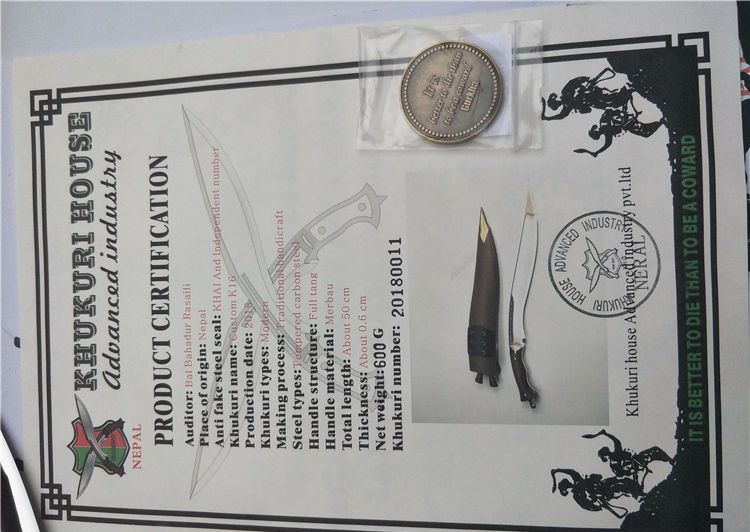 KHUKURI HOUSE
Advanced industry
NEPAL
PRODUCT CERTIFICATION
Auditor: Bal Bahadur Rasaili
Place of origin: Nepal
Anti fake steel seal: KHAI And Independent number
Khukuri name: Custom K16
Production date: 2018
Khukuri types: Modern
Making process: Traditional handicraft
Steel types: Tempered carbon steel
Handle structure: Full tang
Handle material: Merbau
Total length: About 50 cm
Thickness: About 0.6 cm
Net weight: 600 G
Khukuri number: 20180011
It is
better to die than
to be a coward
Gurkha
KHUKURI HOUSE ADVANCED INDUSTRY
NERAL
Khukuri house Advanced industry pvt.ltd
IT IS BETTER TO DIE THAN TO BE A COWARD